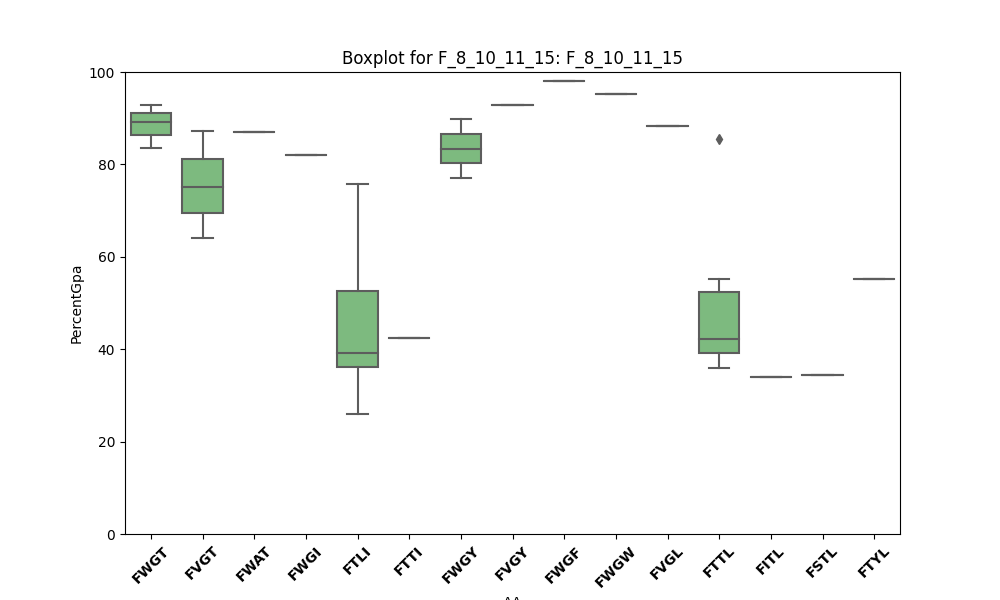 Boxplot for F_8_10_11_15: F_8_10_11_15
PercentGpa
100
80
60
40
20
0
FWGT
FVGT
FWAT
FWGI
FTLI
FTTI
FWGY
FVGY
FWGF
FWGW
FVGL
FTTL
FITL
FSTL
FTYL